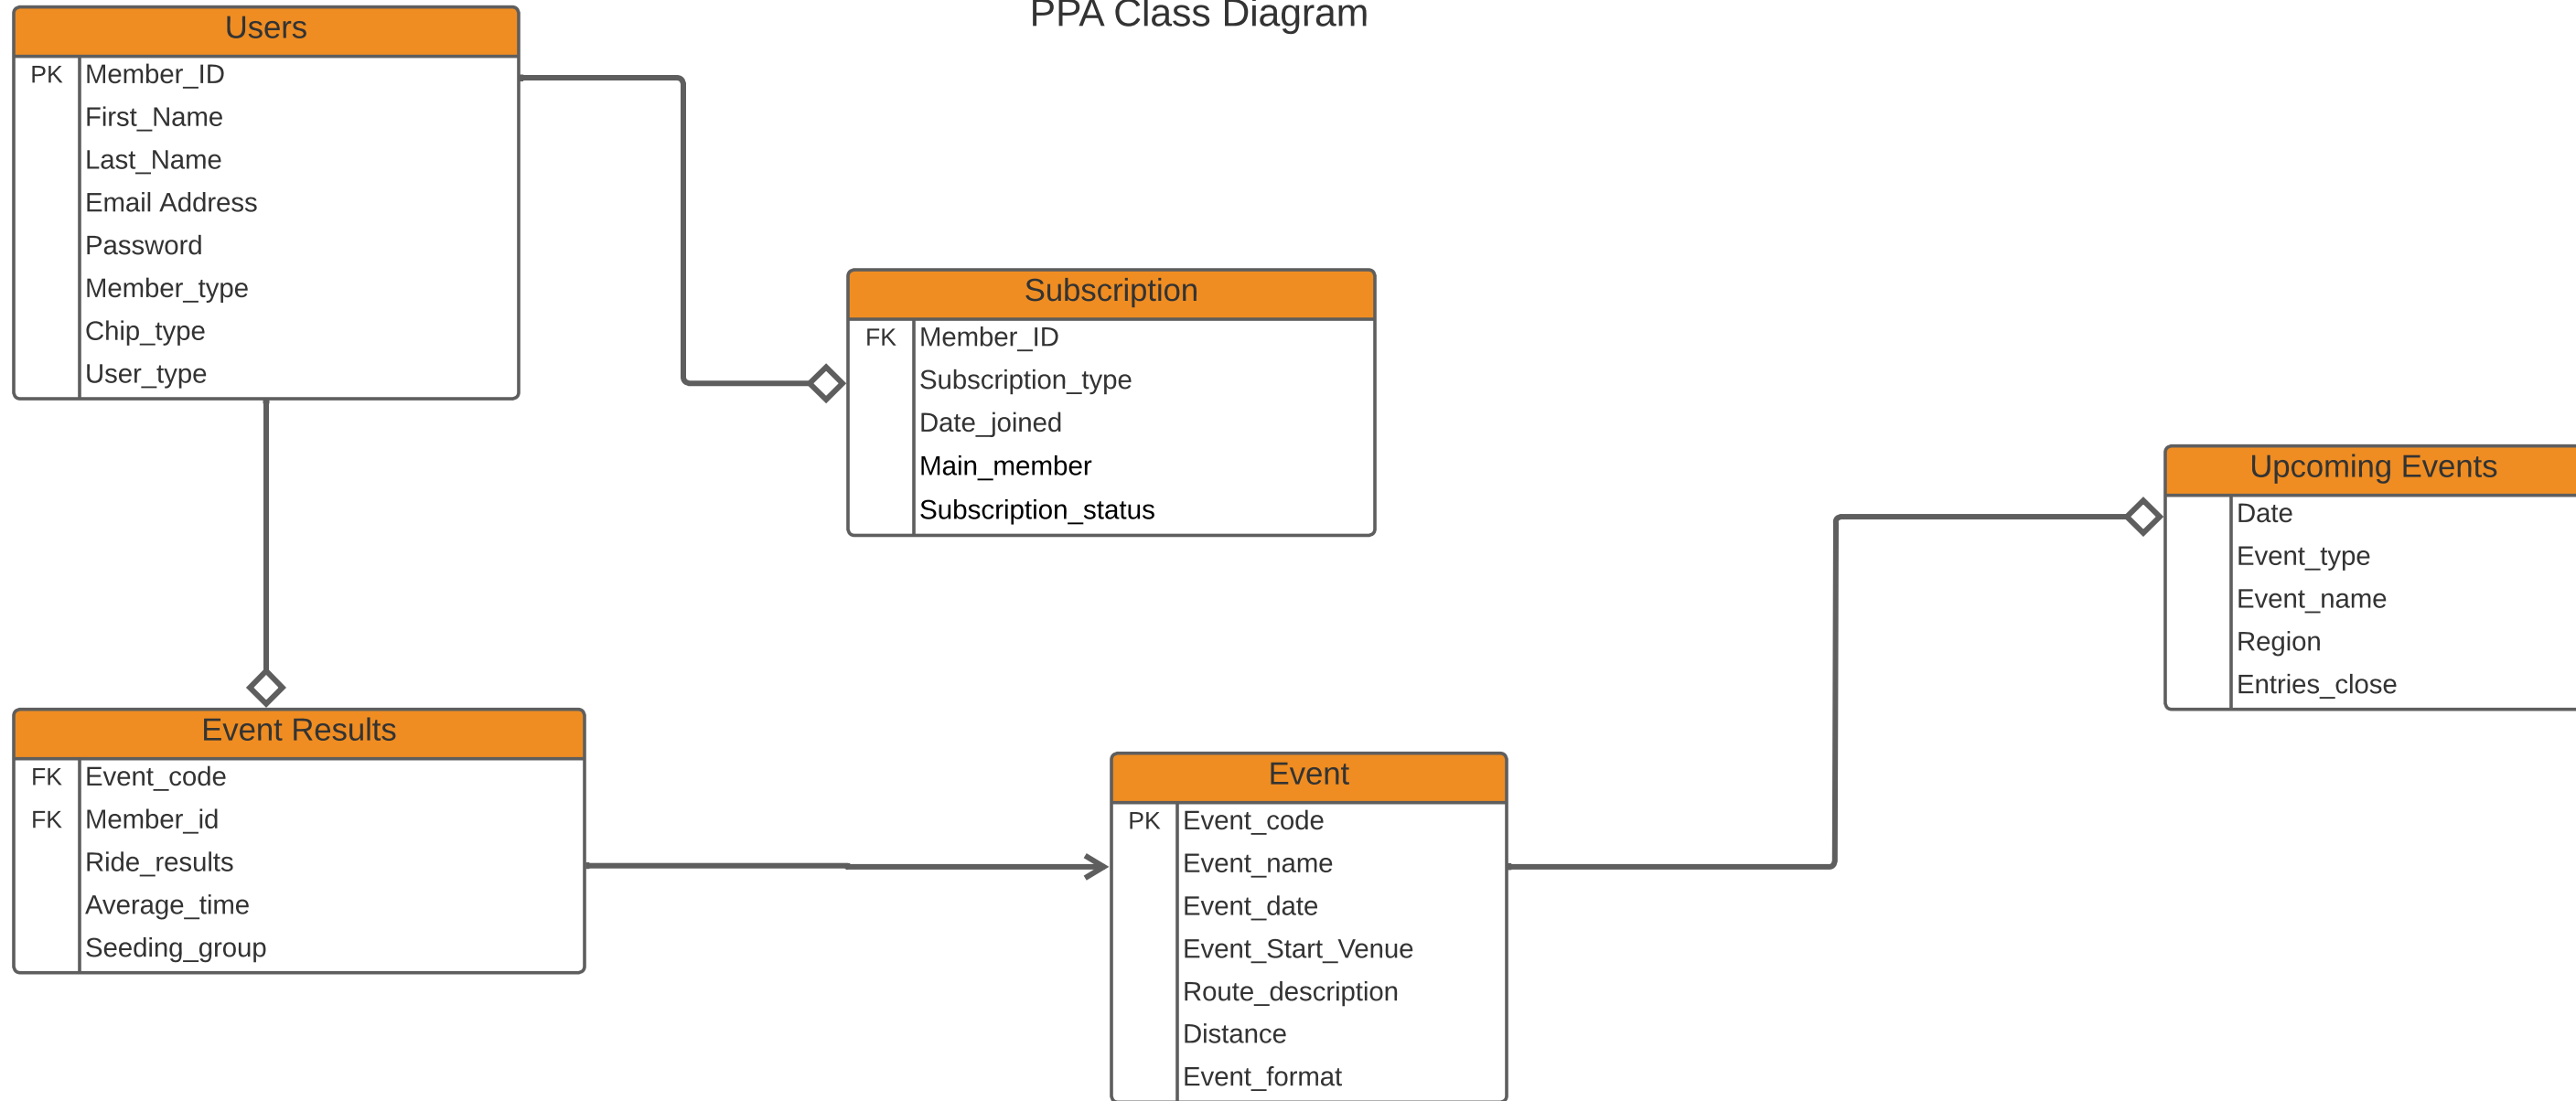 PPA Class Diagram
Users
PK Member_ID
First_Name
Last_Name
Email Address
Password
Member_type
Chip_type
User_type
Subscription
FK Member_ID
Subscription_type
Date_joined
Main_member
Subscription_status
Upcoming Events
Date
Event_type
Event_name
Region
Entries_close
Event Results
FK Event_code
FK Member_id
Ride_results
Average_time
Seeding_group
Event
PK Event_code
Event_name
Event_date
Event_Start_Venue
Route_description
Distance
Event_format